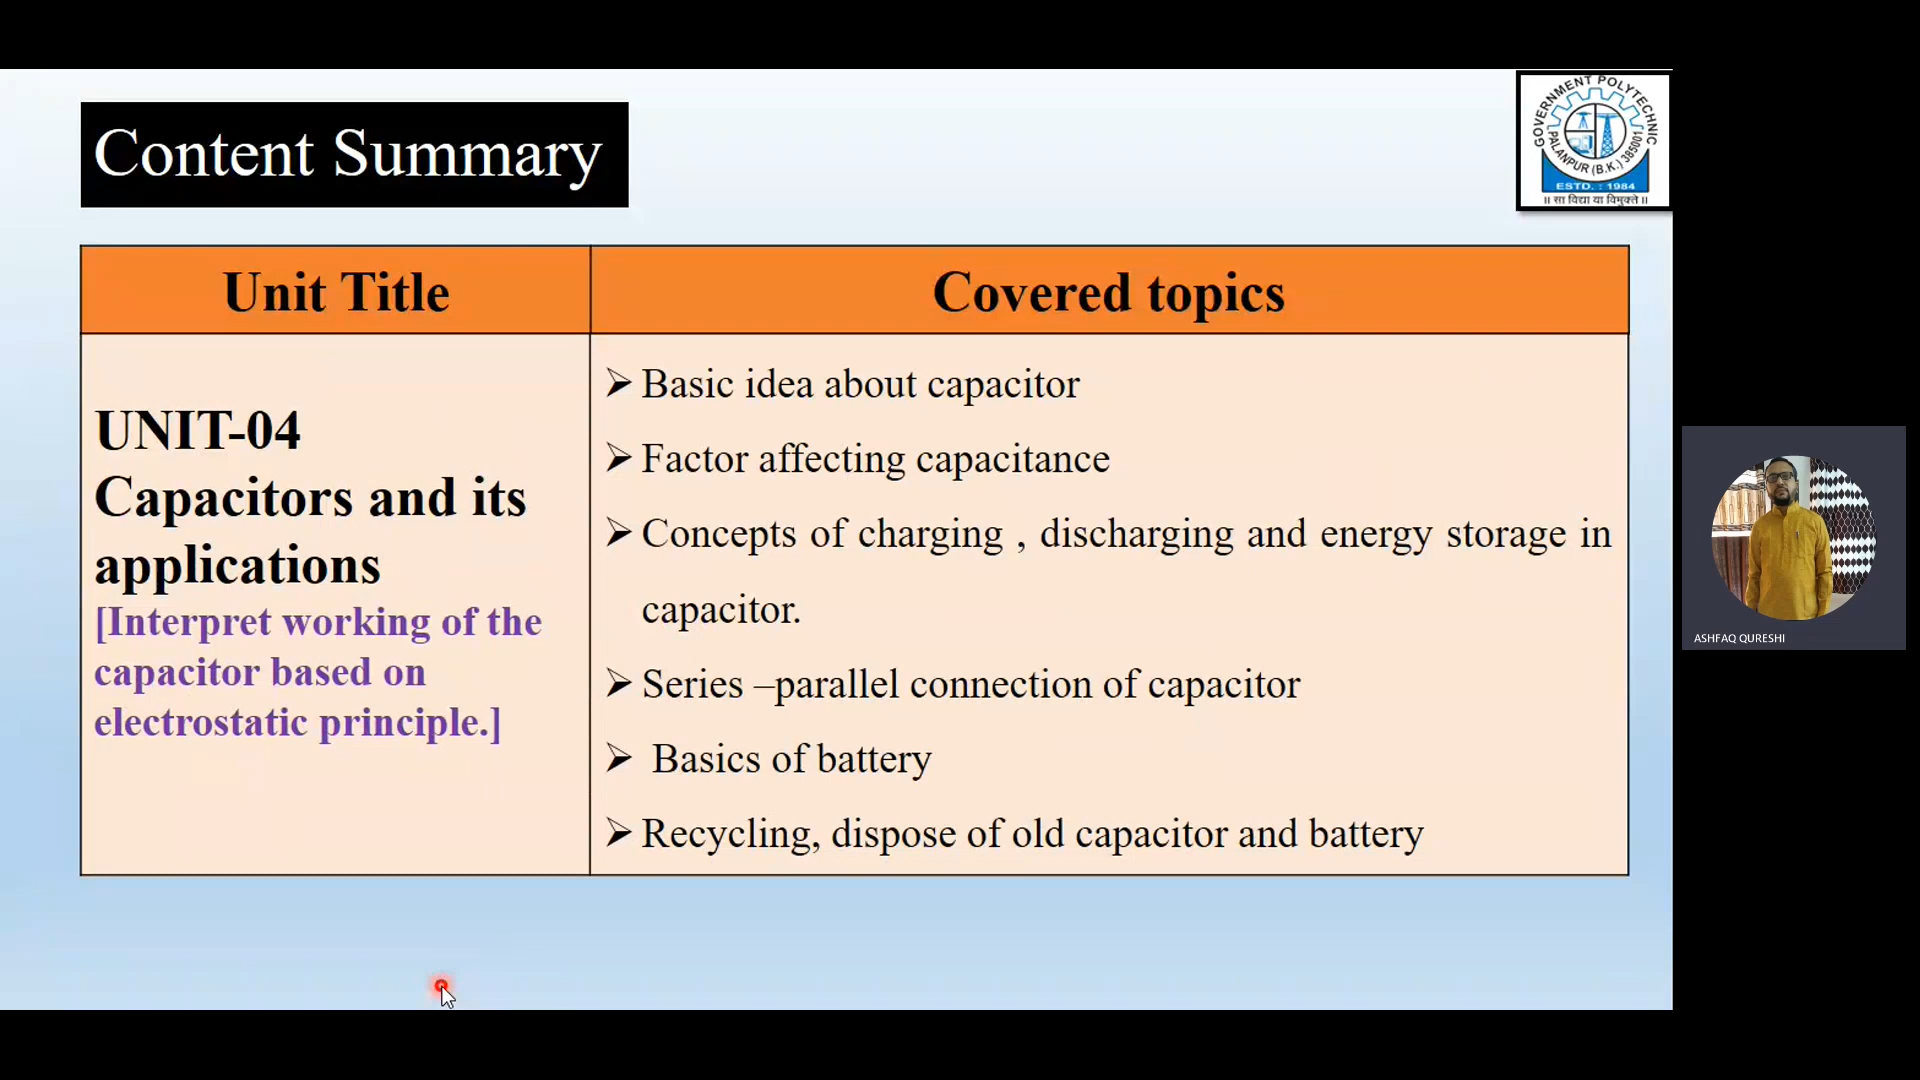 Content Summary
GOVERNMENT POLYTECHNIC
PALANPUR (B.K.) 385001
ESTD. : 1984
॥ सा विद्या या विमुक्ते ॥
Unit Title
Covered topics
UNIT-04
Capacitors and its
applications
[Interpret working of the
capacitor based on
electrostatic principle.]
➢ Basic idea about capacitor
➢ Factor affecting capacitance
➢ Concepts of charging , discharging and energy storage in
capacitor.
➢ Series –parallel connection of capacitor
➢ Basics of battery
➢ Recycling, dispose of old capacitor and battery
ASHFAQ QURESHI